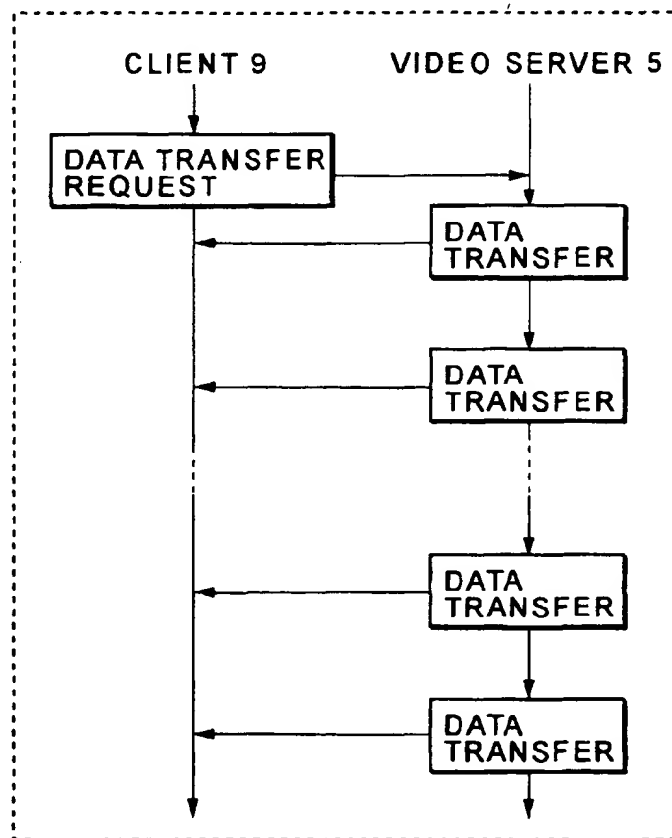 CLIENT 9
VIDEO SERVER 5
DATA TRANSFER
REQUEST
DATA
TRANSFER
DATA
TRANSFER
DATA
TRANSFER
DATA
TRANSFER